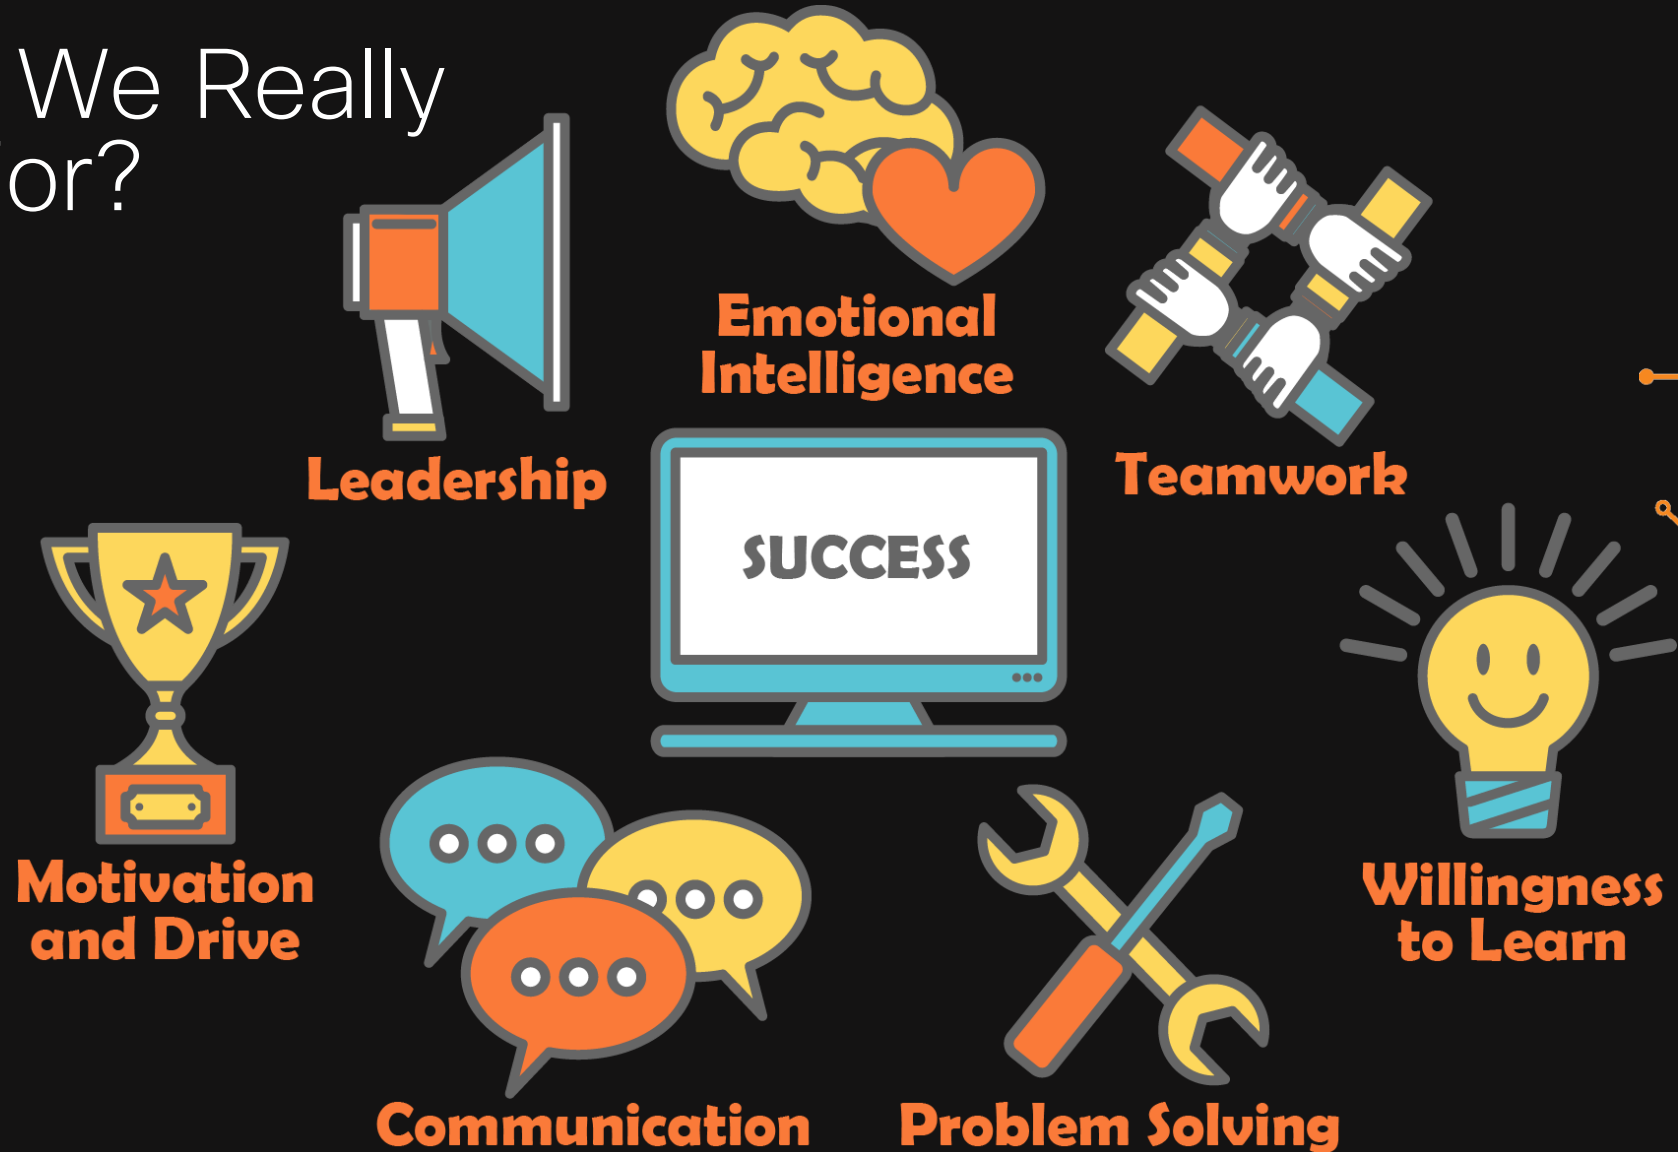 We Really
or?
Emotional
Intelligence
Leadership
Teamwork
SUCCESS
Motivation
and Drive
Willingness
to Learn
Communication
Problem Solving